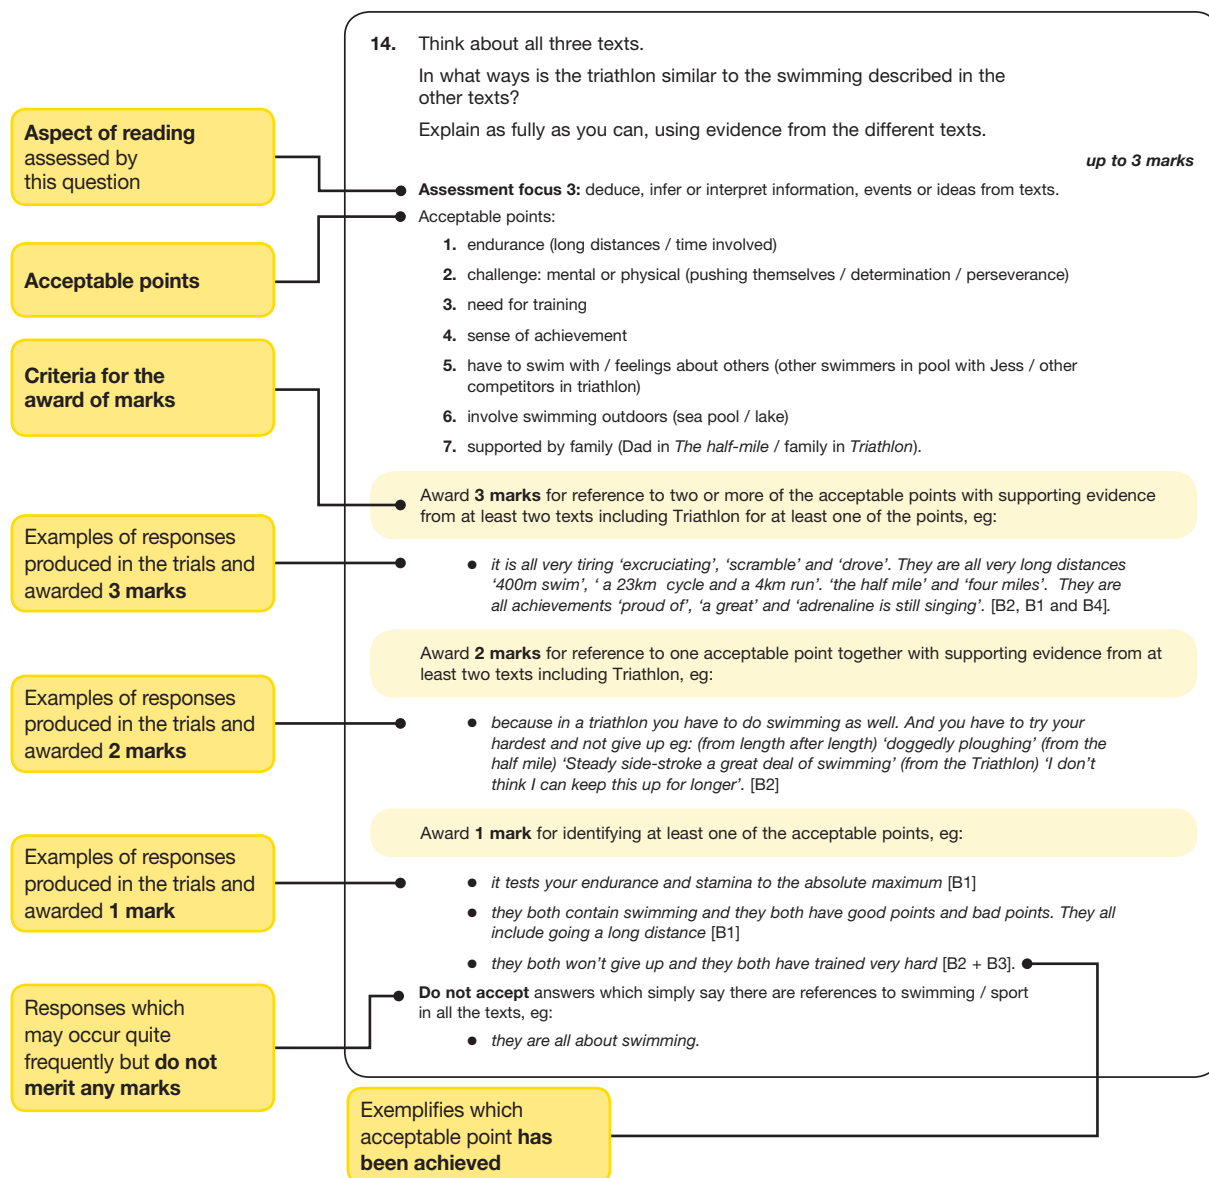 14. Think about all three texts.
In what ways is the triathlon similar to the swimming described in the
other texts?
Explain as fully as you can, using evidence from the different texts.
up to 3 marks
Aspect of reading
assessed by
this question
Assessment focus 3: deduce, infer or interpret information, events or ideas from texts.
Acceptable points
Acceptable points:
1. endurance (long distances / time involved)
2. challenge: mental or physical (pushing themselves / determination / perseverance)
3. need for training
4. sense of achievement
5. have to swim with / feelings about others (other swimmers in pool with Jess / other
competitors in triathlon)
6. involve swimming outdoors (sea pool / lake)
7. supported by family (Dad in The half-mile / family in Triathlon).
Criteria for the
award of marks
Award 3 marks for reference to two or more of the acceptable points with supporting evidence
from at least two texts including Triathlon for at least one of the points, eg:
Examples of responses
produced in the trials and
awarded 3 marks
• it is all very tiring ‘excruciating’, ‘scramble’ and ‘drove’. They are all very long distances
‘400m swim’, ‘ a 23km cycle and a 4km run’. ‘the half mile’ and ‘four miles’. They are
all achievements ‘proud of’, ‘a great’ and ‘adrenaline is still singing’. [B2, B1 and B4].
Award 2 marks for reference to one acceptable point together with supporting evidence from at
least two texts including Triathlon, eg:
Examples of responses
produced in the trials and
awarded 2 marks
• because in a triathlon you have to do swimming as well. And you have to try your
hardest and not give up eg: (from length after length) ‘doggedly ploughing’ (from the
half mile) ‘Steady side-stroke a great deal of swimming’ (from the Triathlon) ‘I don’t
think I can keep this up for longer’. [B2]
Award 1 mark for identifying at least one of the acceptable points, eg:
Examples of responses
produced in the trials and
awarded 1 mark
• it tests your endurance and stamina to the absolute maximum [B1]
• they both contain swimming and they both have good points and bad points. They all
include going a long distance [B1]
• they both won’t give up and they both have trained very hard [B2 + B3].
Responses which
may occur quite
frequently but do not
merit any marks
Do not accept answers which simply say there are references to swimming / sport
in all the texts, eg:
• they are all about swimming.
Exemplifies which
acceptable point has
been achieved